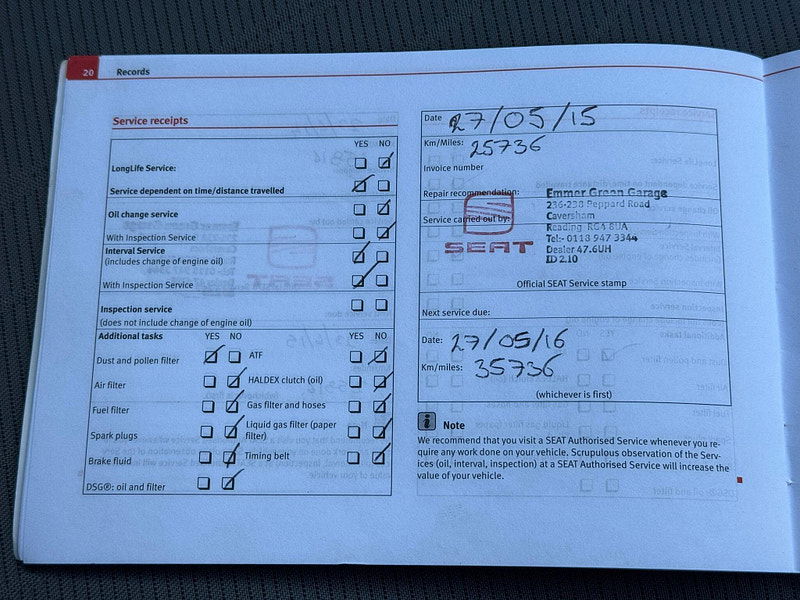 20 Records
Service receipts
YES NO
LongLife Service:
Service dependent on time/distance travelled
Oil change service
With Inspection Service
Interval Service
(includes change of engine oil)
With Inspection Service
Inspection service
(does not include change of engine oil)
Additional tasks YES NO YES NO
Dust and pollen filter ATF
Air filter HALDEX clutch (oil)
Fuel filter Gas filter and hoses
Spark plugs Liquid gas filter (paper
filter)
Brake fluid Timing belt
DSG®: oil and filter
Date 27/05/15
Km/Miles: 25736
Invoice number
Repair recommendation:
Service carried out by:
SEAT
Emmer Green Garage
236-238 Peppard Road
Caversham
Reading RG4 8UA
Tel:- 0118 947 3344
Dealer 47.6UH
ID 2.10
Official SEAT Service stamp
Next service due:
Date: 27/05/16
Km/miles: 35736
(whichever is first)
i Note
We recommend that you visit a SEAT Authorised Service whenever you re-
quire any work done on your vehicle. Scrupulous observation of the Serv-
ices (oil, interval, inspection) at a SEAT Authorised Service will increase the
value of your vehicle.